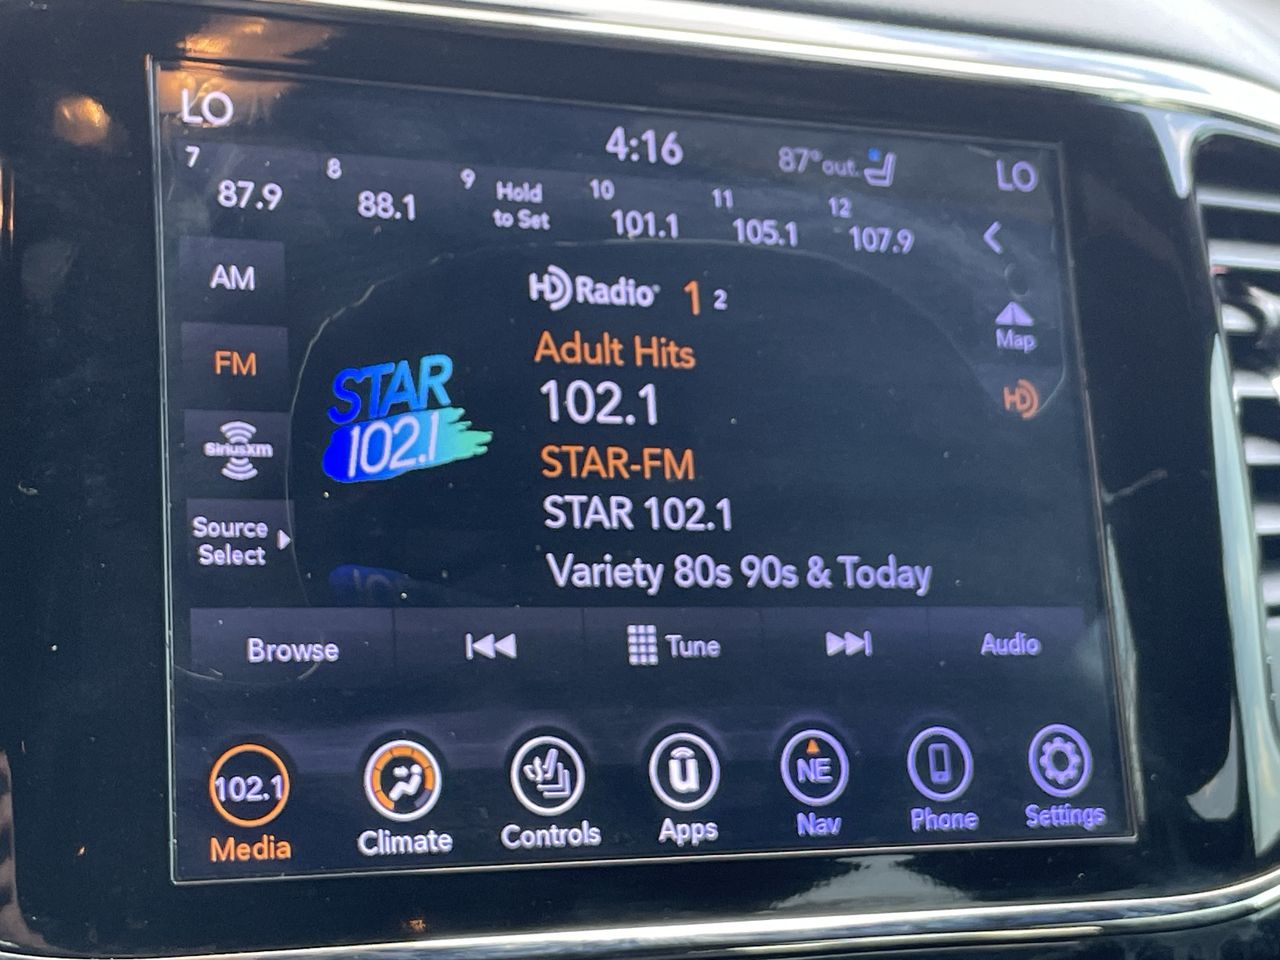 LO
4:16
87° out
LO
7
87.9
8
88.1
9
Hold
to Set
10
101.1
11
105.1
12
107.9
AM
FM
SiriusXm
Source
Select
HD Radio 1 2
Adult Hits
102.1
STAR-FM
STAR 102.1
Variety 80s 90s & Today
STAR
102.1
Map
HD
Browse
Tune
Audio
102.1
Media
Climate
Controls
u
Apps
NE
Nav
Phone
Settings